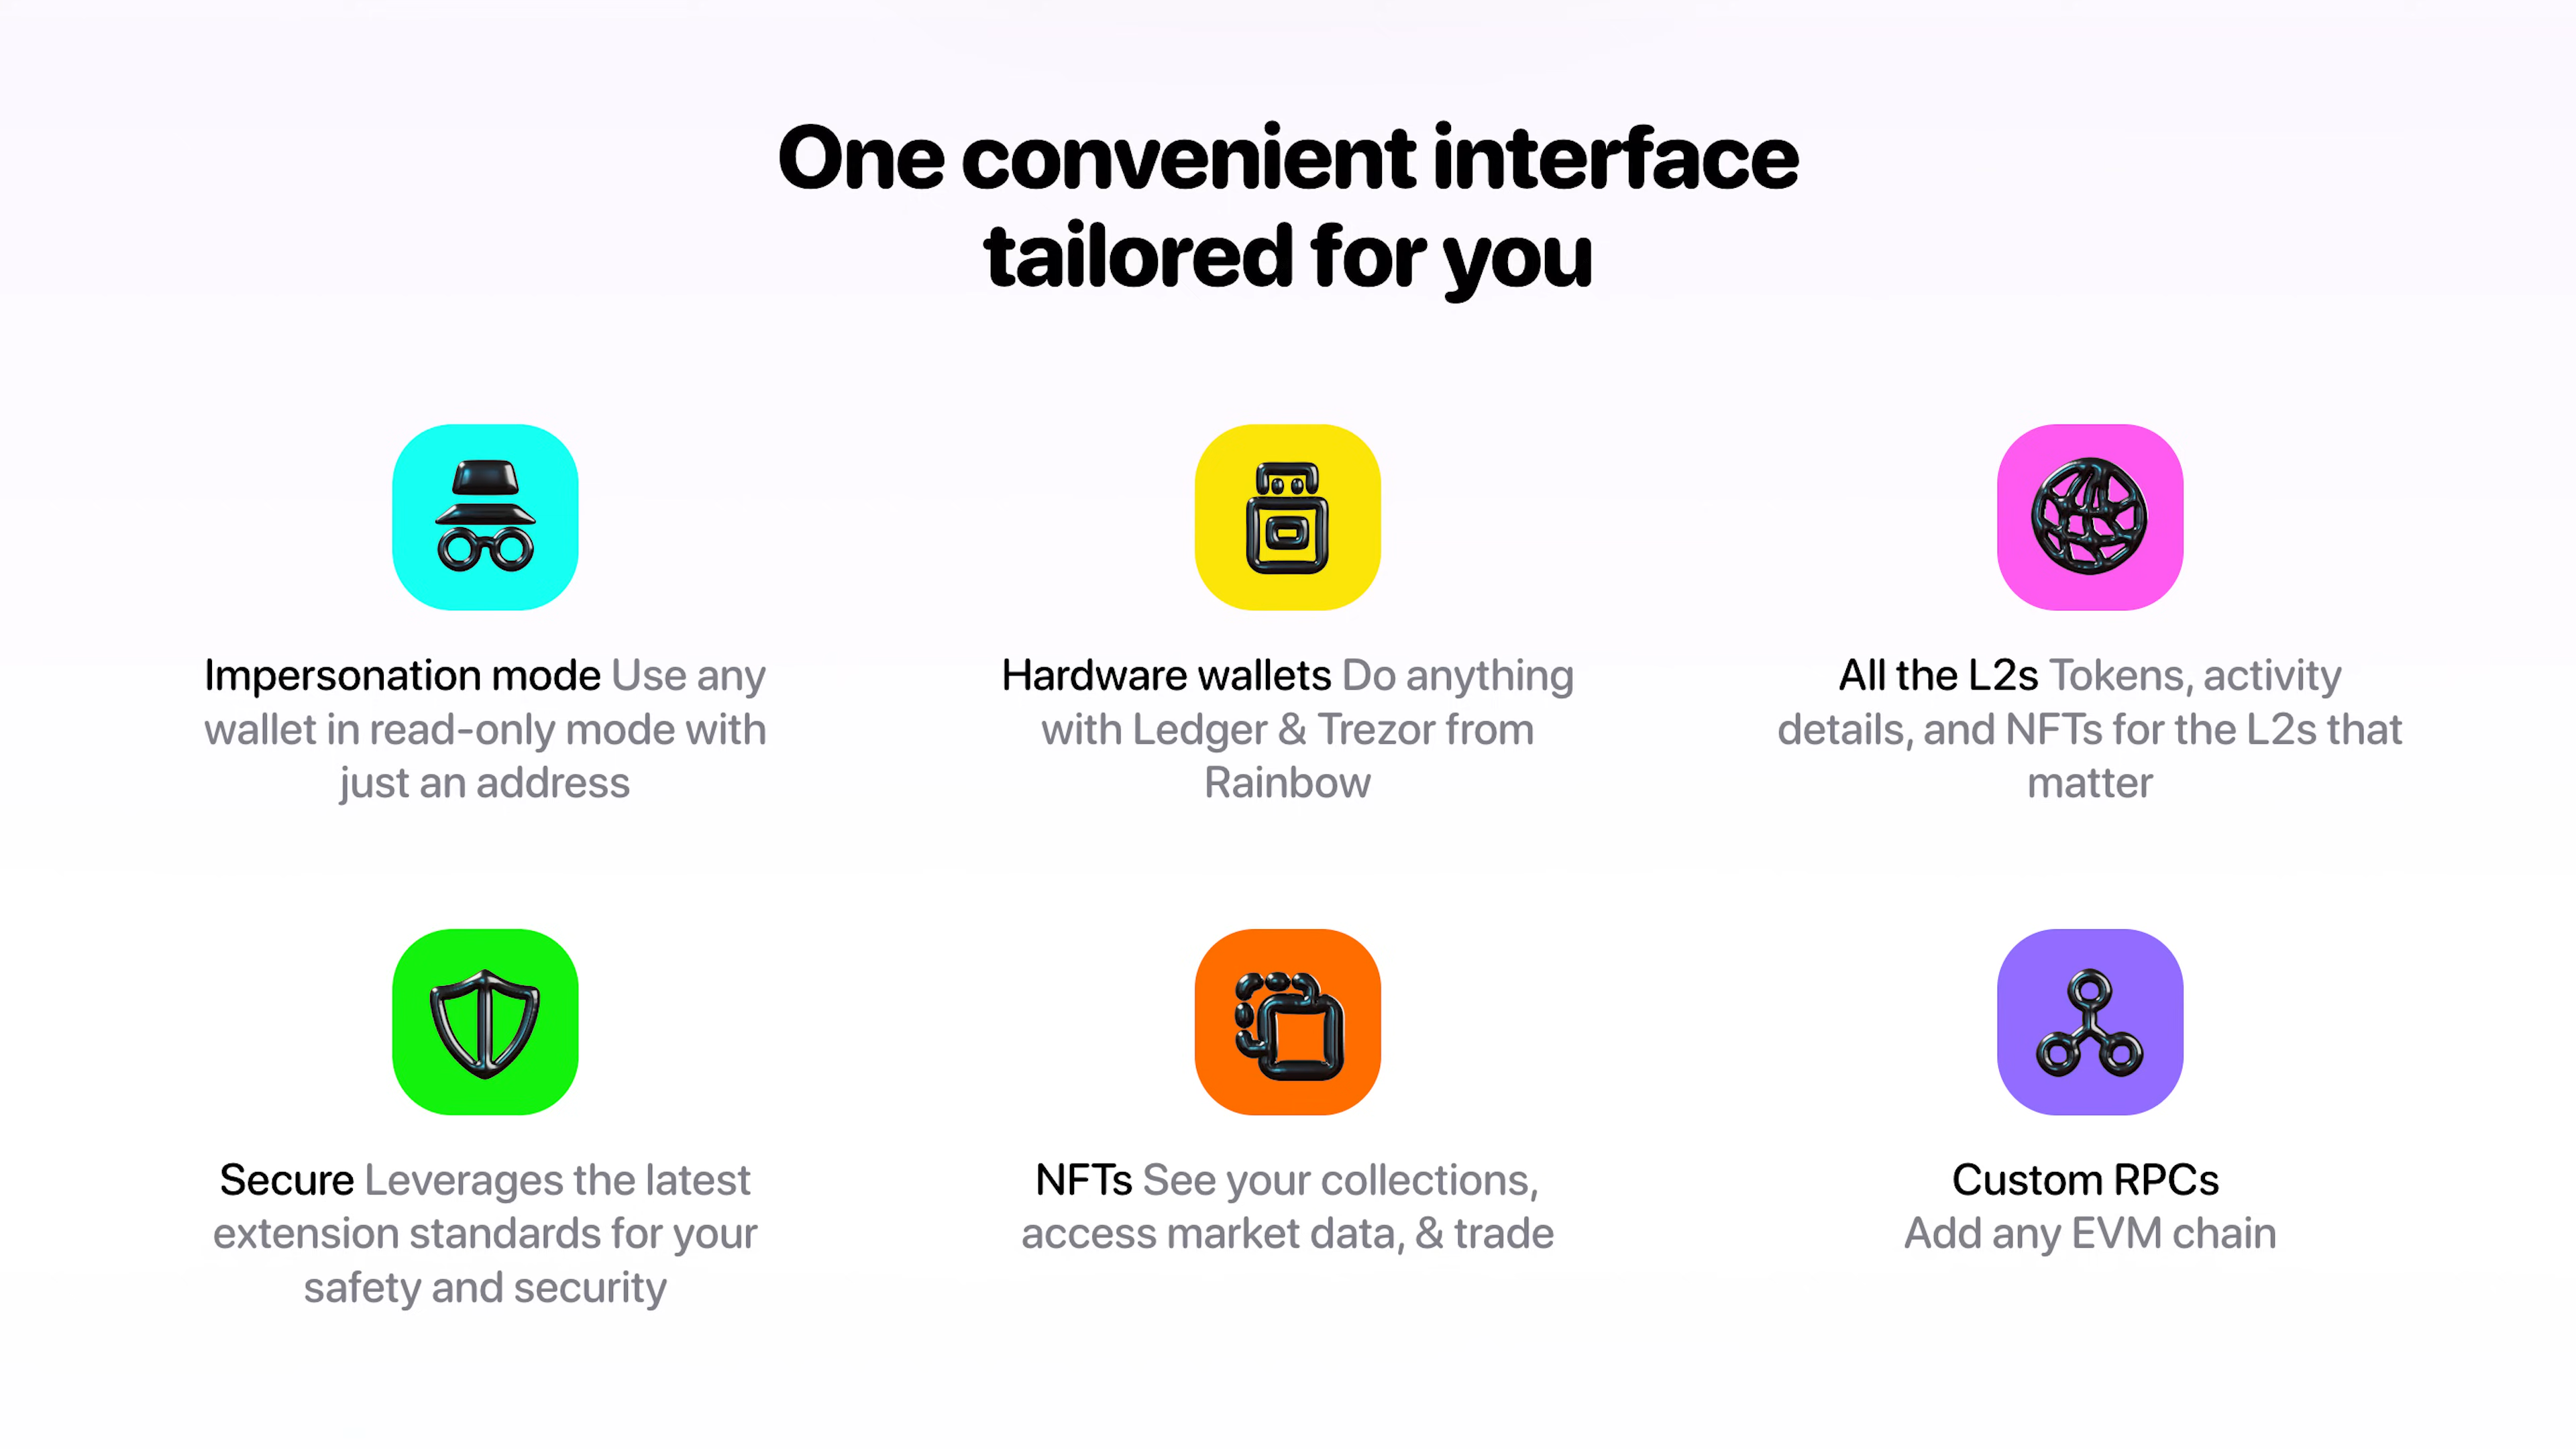 One convenient interface
tailored for you
Impersonation mode Use any
wallet in read-only mode with
just an address
Hardware wallets Do anything
with Ledger & Trezor from
Rainbow
All the L2s Tokens, activity
details, and NFTs for the L2s that
matter
Secure Leverages the latest
extension standards for your
safety and security
NFTs See your collections,
access market data, & trade
Custom RPCs
Add any EVM chain